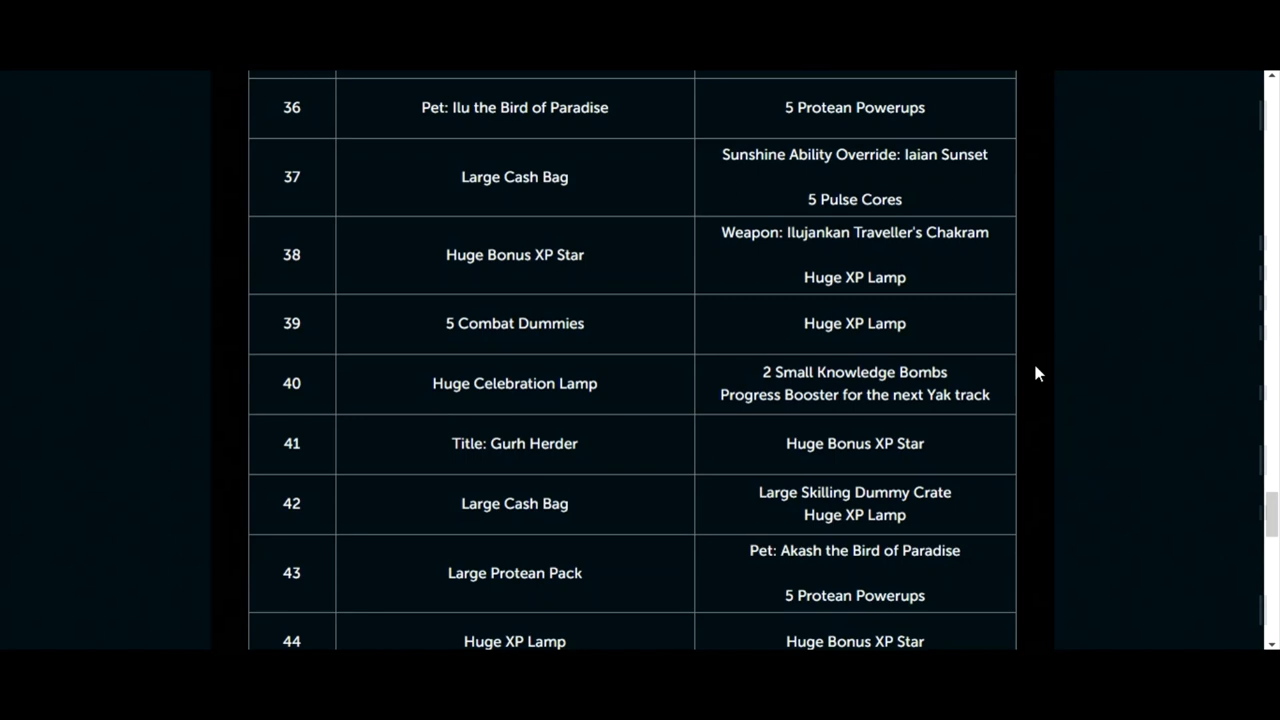 36 Pet: Ilu the Bird of Paradise 5 Protean Powerups
37 Large Cash Bag Sunshine Ability Override: Iaian Sunset
5 Pulse Cores
38 Huge Bonus XP Star Weapon: Ilujankan Traveller's Chakram
Huge XP Lamp
39 5 Combat Dummies Huge XP Lamp
40 Huge Celebration Lamp 2 Small Knowledge Bombs
Progress Booster for the next Yak track
41 Title: Gurh Herder Huge Bonus XP Star
42 Large Cash Bag Large Skilling Dummy Crate
Huge XP Lamp
43 Large Protean Pack Pet: Akash the Bird of Paradise
5 Protean Powerups
44 Huge XP Lamp Huge Bonus XP Star